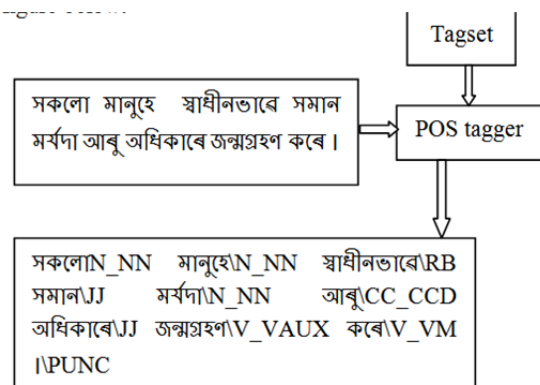 Tagset
সকলো মানুহে স্বাধীনভাৱে সমান
মৰ্যদা আৰু অধিকাৰে জন্মগ্ৰহণ কৰে ।
POS tagger
সকলোN_NN মানুহে\N_NN স্বাধীনভাৱে\RB
সমান\JJ মৰ্যদা\N_NN আৰু\CC_CCD
অধিকাৰে\JJ জন্মগ্ৰহণ\V_VAUX কৰে\V_VM
।\PUNC